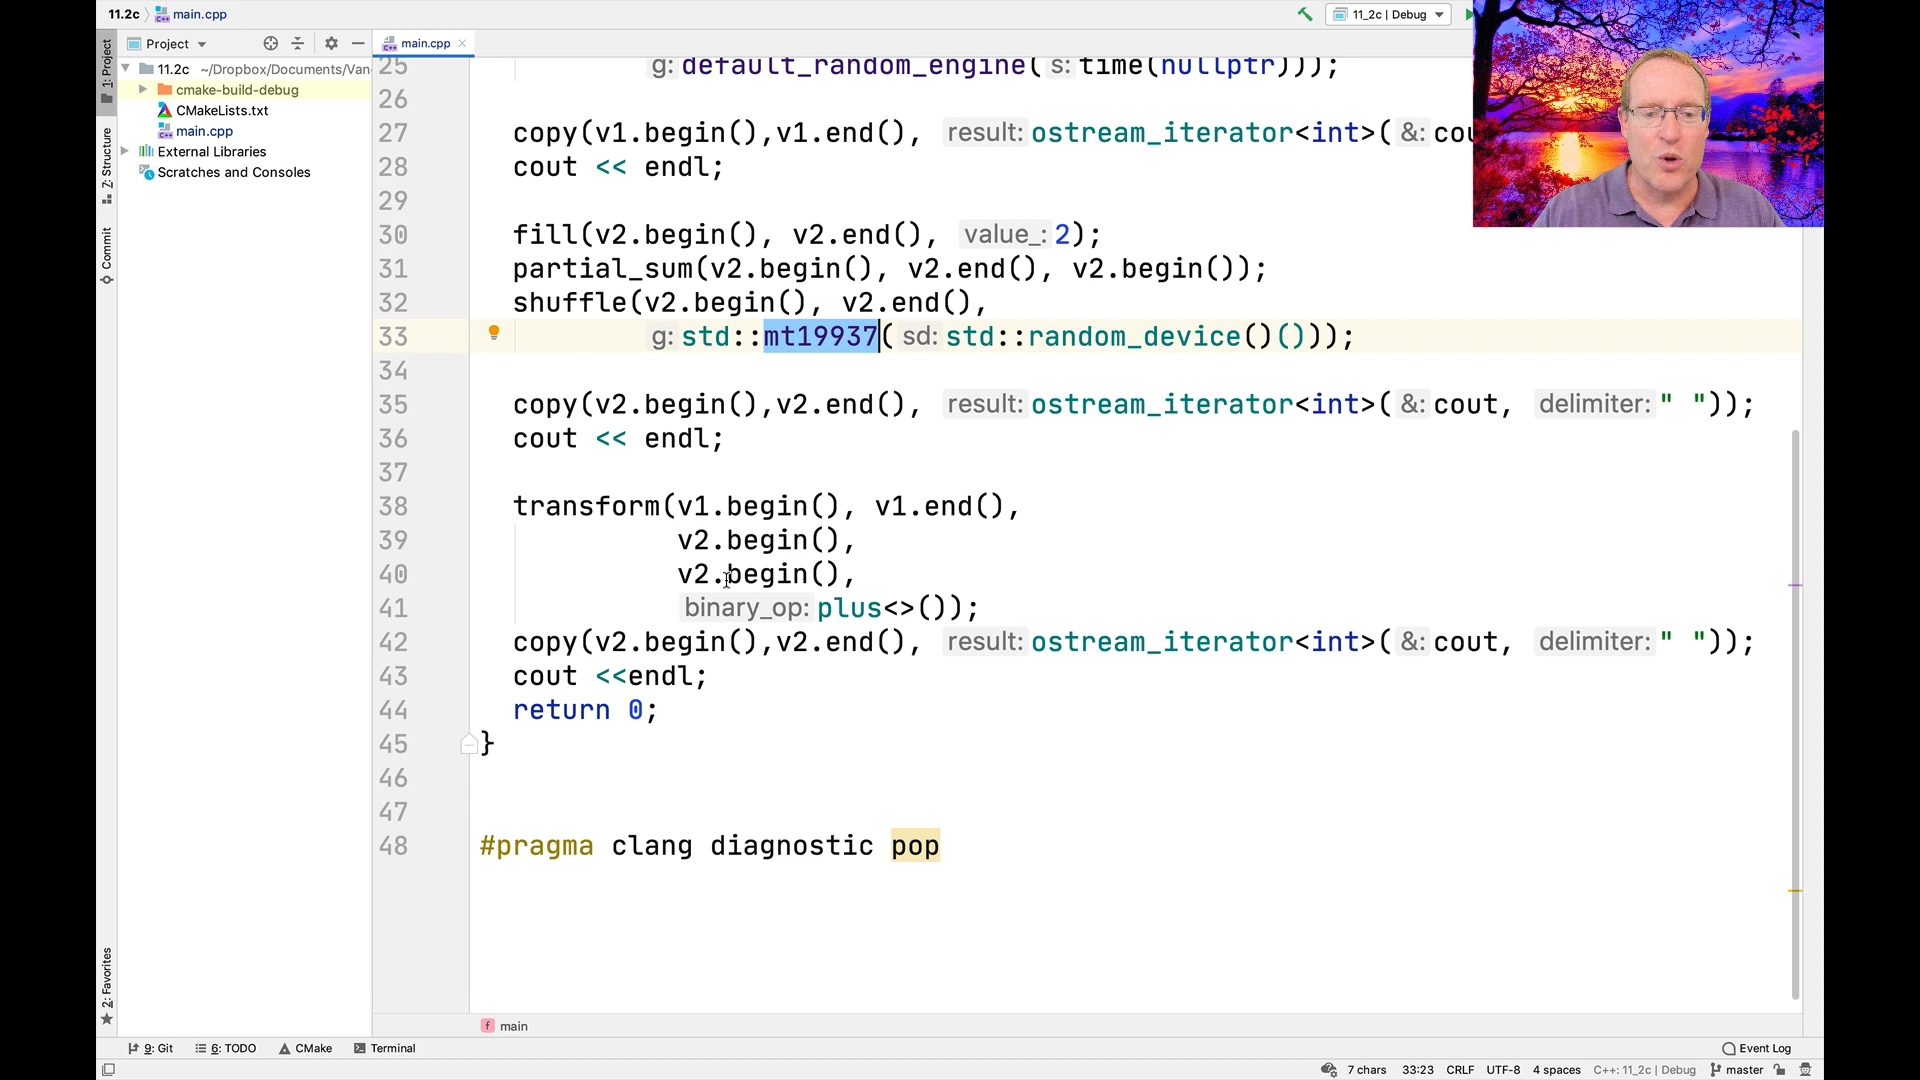 11.2c
main.cpp
11_2c | Debug
Project
main.cpp
1: Project
Z: Structure
Commit
2: Favorites
11.2c ~/Dropbox/Documents/Van
cmake-build-debug
CMakeLists.txt
main.cpp
External Libraries
Scratches and Consoles
25 g: default_random_engine( s: time(nullptr)));
26
27 copy(v1.begin(),v1.end(), result: ostream_iterator<int>( &: cou
28 cout << endl;
29
30 fill(v2.begin(), v2.end(), value_: 2);
31 partial_sum(v2.begin(), v2.end(), v2.begin());
32 shuffle(v2.begin(), v2.end(),
33 g: std::mt19937( sd: std::random_device()()));
34
35 copy(v2.begin(),v2.end(), result: ostream_iterator<int>( &: cout, delimiter: " "));
36 cout << endl;
37
38 transform(v1.begin(), v1.end(),
39 v2.begin(),
40 v2.begin(),
41 binary_op: plus<>());
42 copy(v2.begin(),v2.end(), result: ostream_iterator<int>( &: cout, delimiter: " "));
43 cout <<endl;
44 return 0;
45 }
46
47
48 #pragma clang diagnostic pop
f main
9: Git
6: TODO
CMake
Terminal
Event Log
7 chars 33:23 CRLF UTF-8 4 spaces C++: 11_2c | Debug master